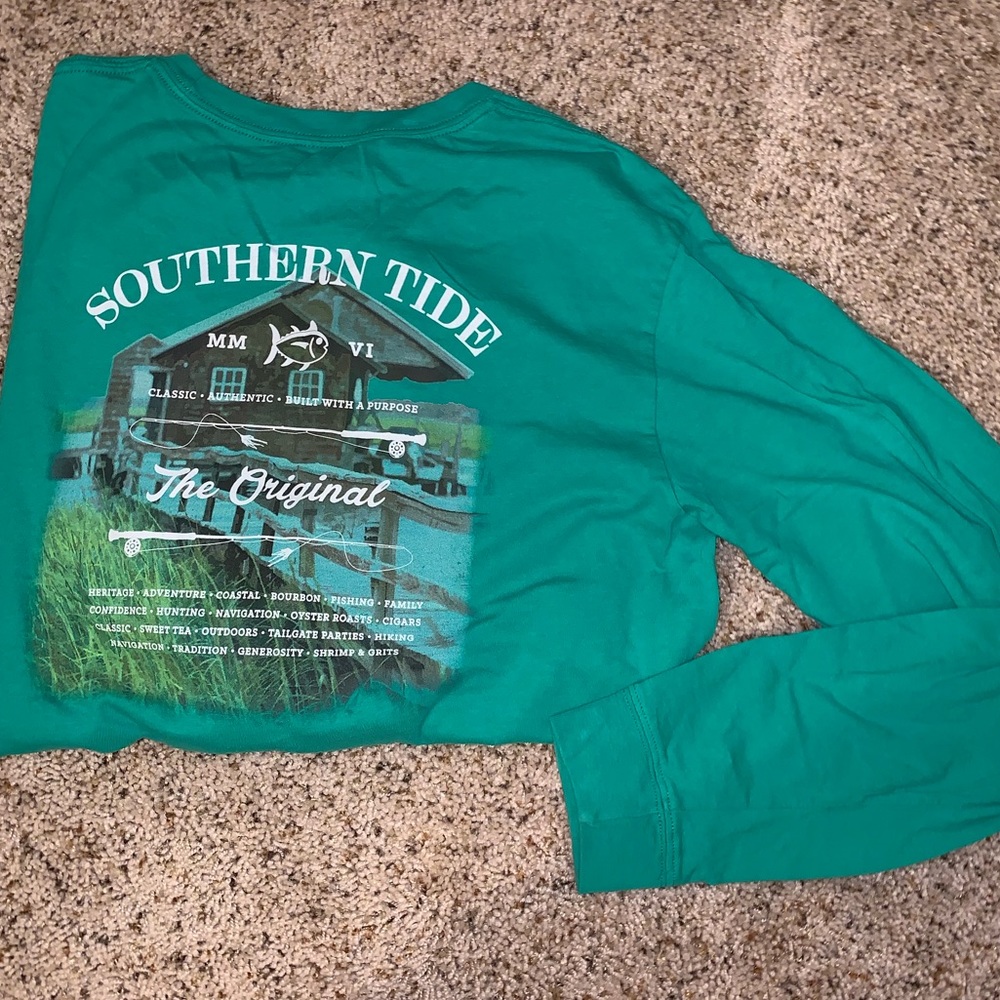 SOUTHERN TIDE
MM VI
CLASSIC • AUTHENTIC • BUILT WITH A PURPOSE
The Original
HERITAGE • ADVENTURE • COASTAL • BOURBON • FISHING • FAMILY
CONFIDENCE • HUNTING • NAVIGATION • OYSTER ROASTS • CIGARS
CLASSIC • SWEET TEA • OUTDOORS • TAILGATE PARTIES • HIKING
NAVIGATION • TRADITION • GENEROSITY • SHRIMP & GRITS